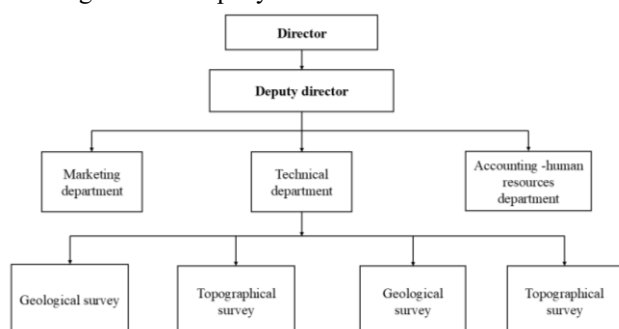 Director
Deputy director
Marketing
department
Technical
department
Accounting -human
resources
department
Geological survey
Topographical
survey
Geological
survey
Topographical
survey